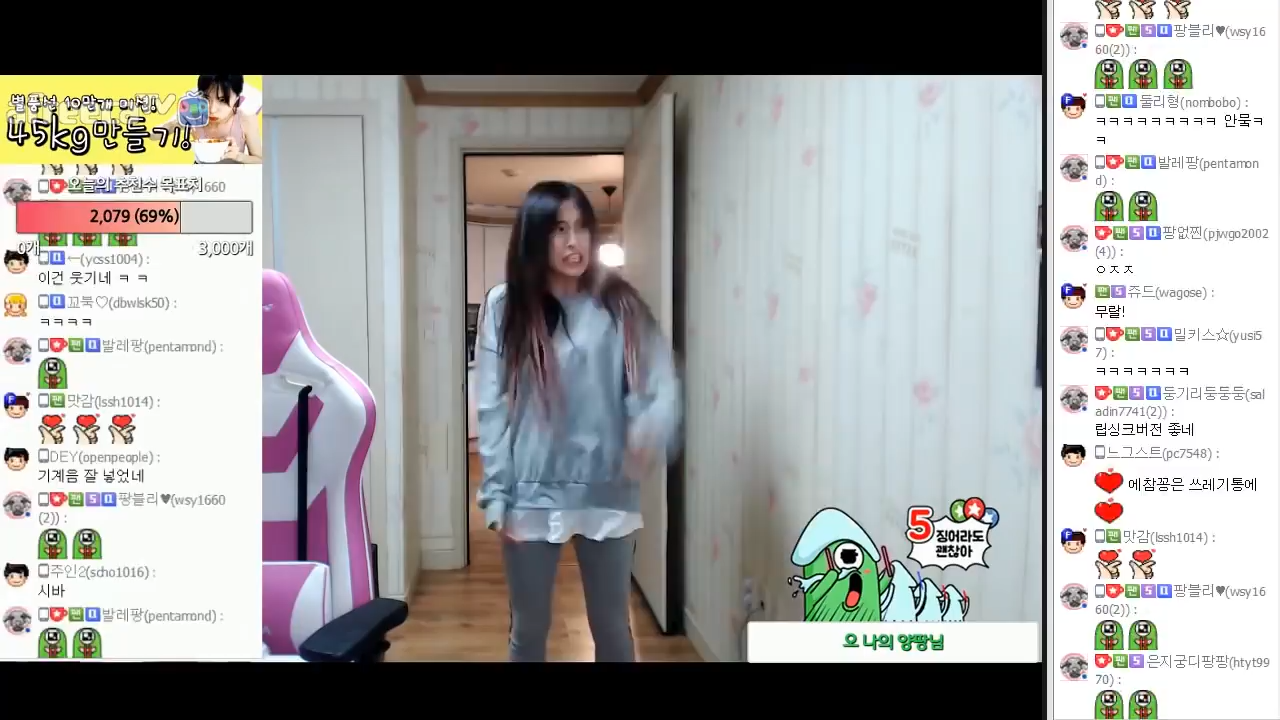 별풍선 10만개 미션!
45kg만들기!
오늘의 추천수 목표치
1660
2,079 (69%)
0개
3,000개
←(ycss1004) :
이건 웃기네 ㅋ ㅋ
꼬북♡(dbwlsk50) :
ㅋㅋㅋㅋ
발레팡(pentamond) :
맛감(lssh1014) :
DEY(openpeople) :
기계음 잘 넣었네
팡블리♥(wsy1660
(2)) :
주인2(scho1016) :
시바
발레팡(pentamond) :
5
징어라도
괜찮아
오 나의 양팡님
팡블리♥(wsy16
60(2)) :
둘리형(nombobo) :
ㅋㅋㅋㅋㅋㅋㅋㅋㅋ 안묵ㅋ
ㅋ
발레팡(pentamon
d) :
팡없찐(pjwgo2002
(4)) :
ㅇㅈㅈ
쥬드(wagose) :
무랄!
밀키스☆(yusi5
7) :
ㅋㅋㅋㅋㅋㅋㅋ
둥기리둥둥둥(sal
adin7741(2)) :
립싱크버전 좋네
느그스트(pc7548) :
에참꽁은 쓰레기통에
맛감(lssh1014) :
팡블리♥(wsy16
60(2)) :
은지궁디팡팡(htyt99
70) :